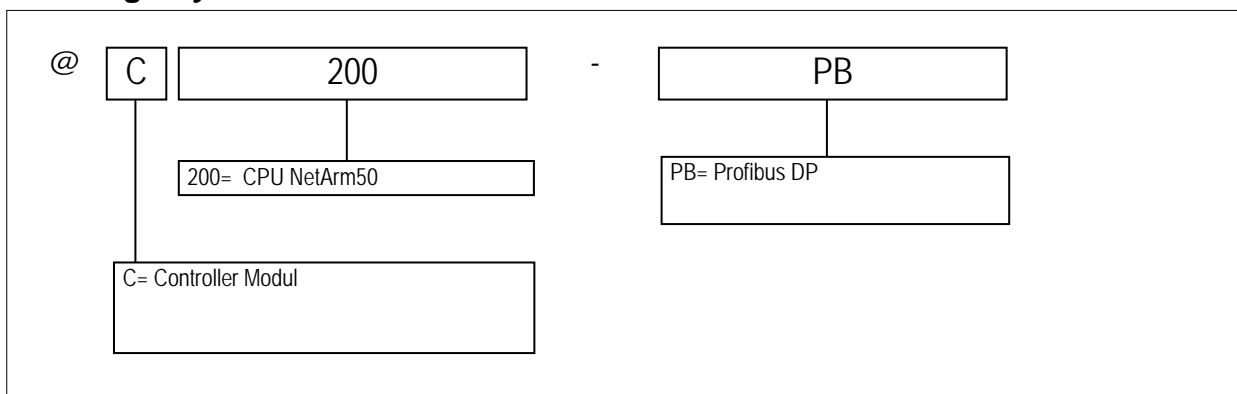 @ C 200 - PB
200= CPU NetArm50
PB= Profibus DP
C= Controller Modul